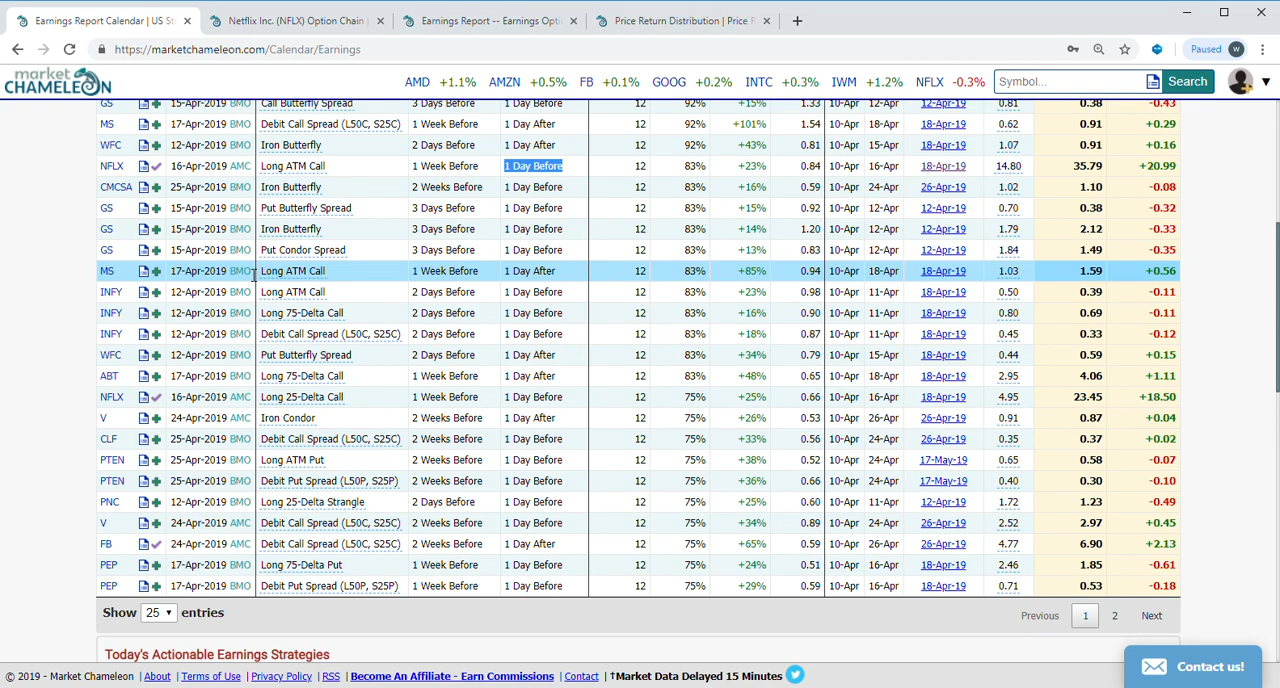 Earnings Report Calendar | US St
Netflix Inc. (NFLX) Option Chain |
Earnings Report -- Earnings Opti
Price Return Distribution | Price R
https://marketchameleon.com/Calendar/Earnings
Paused W
market CHAMELEON
AMD +1.1% AMZN +0.5% FB +0.1% GOOG +0.2% INTC +0.3% IWM +1.2% NFLX -0.3% Symbol... Search
GS 15-Apr-2019 BMO Call Butterfly Spread 3 Days Before 1 Day Before 12 92% +15% 1.33 10-Apr 12-Apr 12-Apr-19 0.81 0.38 -0.43
MS 17-Apr-2019 BMO Debit Call Spread (L50C, S25C) 1 Week Before 1 Day After 12 92% +101% 1.54 10-Apr 18-Apr 18-Apr-19 0.62 0.91 +0.29
WFC 12-Apr-2019 BMO Iron Butterfly 2 Days Before 1 Day After 12 92% +43% 0.81 10-Apr 15-Apr 18-Apr-19 1.07 0.91 +0.16
NFLX 16-Apr-2019 AMC Long ATM Call 1 Week Before 1 Day Before 12 83% +23% 0.84 10-Apr 16-Apr 18-Apr-19 14.80 35.79 +20.99
CMCSA 25-Apr-2019 BMO Iron Butterfly 2 Weeks Before 1 Day Before 12 83% +16% 0.59 10-Apr 24-Apr 26-Apr-19 1.02 1.10 -0.08
GS 15-Apr-2019 BMO Put Butterfly Spread 3 Days Before 1 Day Before 12 83% +15% 0.92 10-Apr 12-Apr 12-Apr-19 0.70 0.38 -0.32
GS 15-Apr-2019 BMO Iron Butterfly 3 Days Before 1 Day Before 12 83% +14% 1.20 10-Apr 12-Apr 12-Apr-19 1.79 2.12 -0.33
GS 15-Apr-2019 BMO Put Condor Spread 3 Days Before 1 Day Before 12 83% +13% 0.83 10-Apr 12-Apr 12-Apr-19 1.84 1.49 -0.35
MS 17-Apr-2019 BMO Long ATM Call 1 Week Before 1 Day After 12 83% +85% 0.94 10-Apr 18-Apr 18-Apr-19 1.03 1.59 +0.56
INFY 12-Apr-2019 BMO Long ATM Call 2 Days Before 1 Day Before 12 83% +23% 0.98 10-Apr 11-Apr 18-Apr-19 0.50 0.39 -0.11
INFY 12-Apr-2019 BMO Long 75-Delta Call 2 Days Before 1 Day Before 12 83% +16% 0.90 10-Apr 11-Apr 18-Apr-19 0.80 0.69 -0.11
INFY 12-Apr-2019 BMO Debit Call Spread (L50C, S25C) 2 Days Before 1 Day Before 12 83% +18% 0.87 10-Apr 11-Apr 18-Apr-19 0.45 0.33 -0.12
WFC 12-Apr-2019 BMO Put Butterfly Spread 2 Days Before 1 Day After 12 83% +34% 0.79 10-Apr 15-Apr 18-Apr-19 0.44 0.59 +0.15
ABT 17-Apr-2019 BMO Long 75-Delta Call 1 Week Before 1 Day After 12 83% +48% 0.65 10-Apr 18-Apr 18-Apr-19 2.95 4.06 +1.11
NFLX 16-Apr-2019 AMC Long 25-Delta Call 1 Week Before 1 Day Before 12 75% +25% 0.66 10-Apr 16-Apr 18-Apr-19 4.95 23.45 +18.50
V 24-Apr-2019 AMC Iron Condor 2 Weeks Before 1 Day After 12 75% +26% 0.53 10-Apr 26-Apr 26-Apr-19 0.91 0.87 +0.04
CLF 25-Apr-2019 BMO Debit Call Spread (L50C, S25C) 2 Weeks Before 1 Day Before 12 75% +33% 0.56 10-Apr 24-Apr 26-Apr-19 0.35 0.37 +0.02
PTEN 25-Apr-2019 BMO Long ATM Put 2 Weeks Before 1 Day Before 12 75% +38% 0.52 10-Apr 24-Apr 17-May-19 0.65 0.58 -0.07
PTEN 25-Apr-2019 BMO Debit Put Spread (L50P, S25P) 2 Weeks Before 1 Day Before 12 75% +36% 0.66 10-Apr 24-Apr 17-May-19 0.40 0.30 -0.10
PNC 12-Apr-2019 BMO Long 25-Delta Strangle 2 Days Before 1 Day Before 12 75% +25% 0.60 10-Apr 11-Apr 12-Apr-19 1.72 1.23 -0.49
V 24-Apr-2019 AMC Debit Call Spread (L50C, S25C) 2 Weeks Before 1 Day Before 12 75% +34% 0.89 10-Apr 24-Apr 26-Apr-19 2.52 2.97 +0.45
FB 24-Apr-2019 AMC Debit Call Spread (L50C, S25C) 2 Weeks Before 1 Day After 12 75% +65% 0.59 10-Apr 26-Apr 26-Apr-19 4.77 6.90 +2.13
PEP 17-Apr-2019 BMO Long 75-Delta Put 1 Week Before 1 Day Before 12 75% +24% 0.51 10-Apr 16-Apr 18-Apr-19 2.46 1.85 -0.61
PEP 17-Apr-2019 BMO Debit Put Spread (L50P, S25P) 1 Week Before 1 Day Before 12 75% +29% 0.59 10-Apr 16-Apr 18-Apr-19 0.71 0.53 -0.18
Show 25 entries Previous 1 2 Next
Today's Actionable Earnings Strategies
Contact us!
© 2019 - Market Chameleon | About | Terms of Use | Privacy Policy | RSS | Become An Affiliate - Earn Commissions | Contact | †Market Data Delayed 15 Minutes